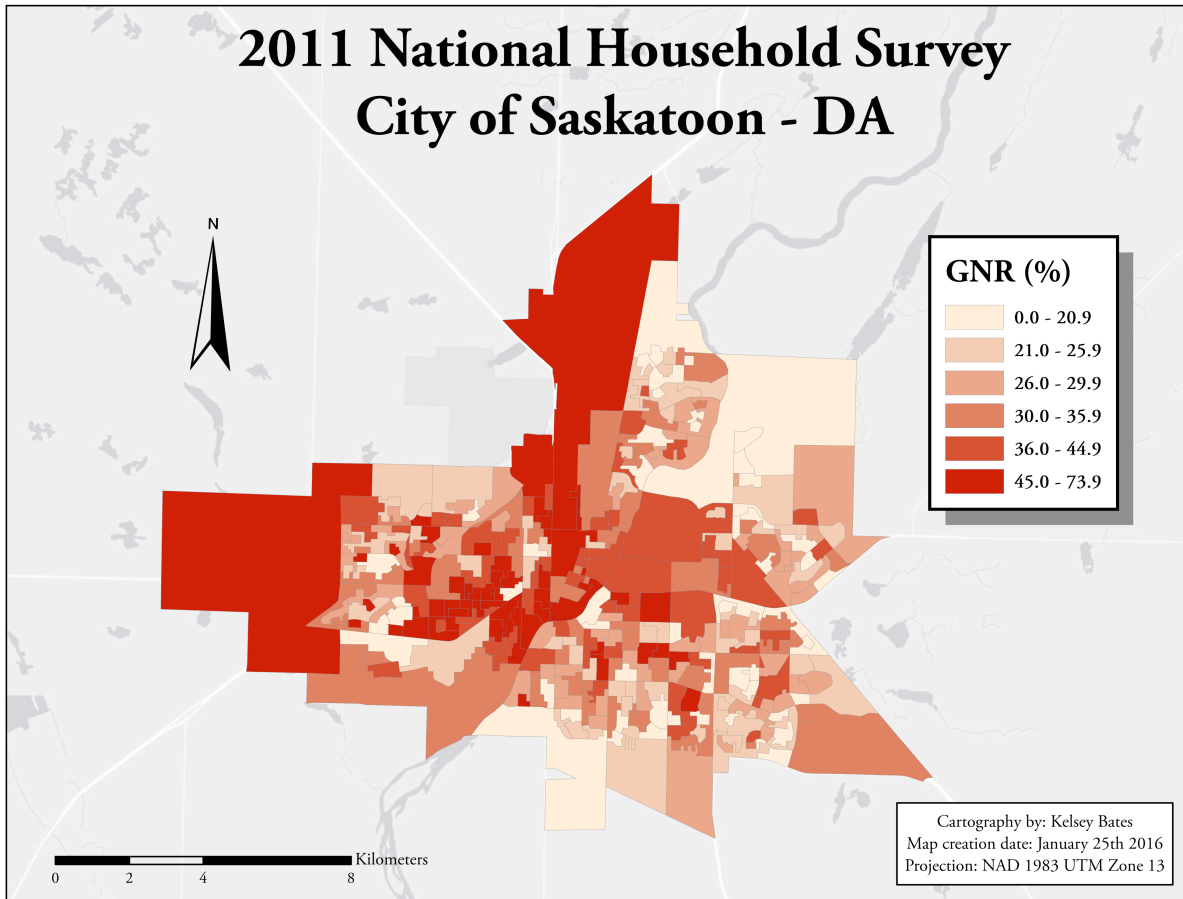 2011 National Household Survey
City of Saskatoon - DA
N
GNR (%)
0.0 - 20.9
21.0 - 25.9
26.0 - 29.9
30.0 - 35.9
36.0 - 44.9
45.0 - 73.9
Kilometers
0 2 4 8
Cartography by: Kelsey Bates
Map creation date: January 25th 2016
Projection: NAD 1983 UTM Zone 13